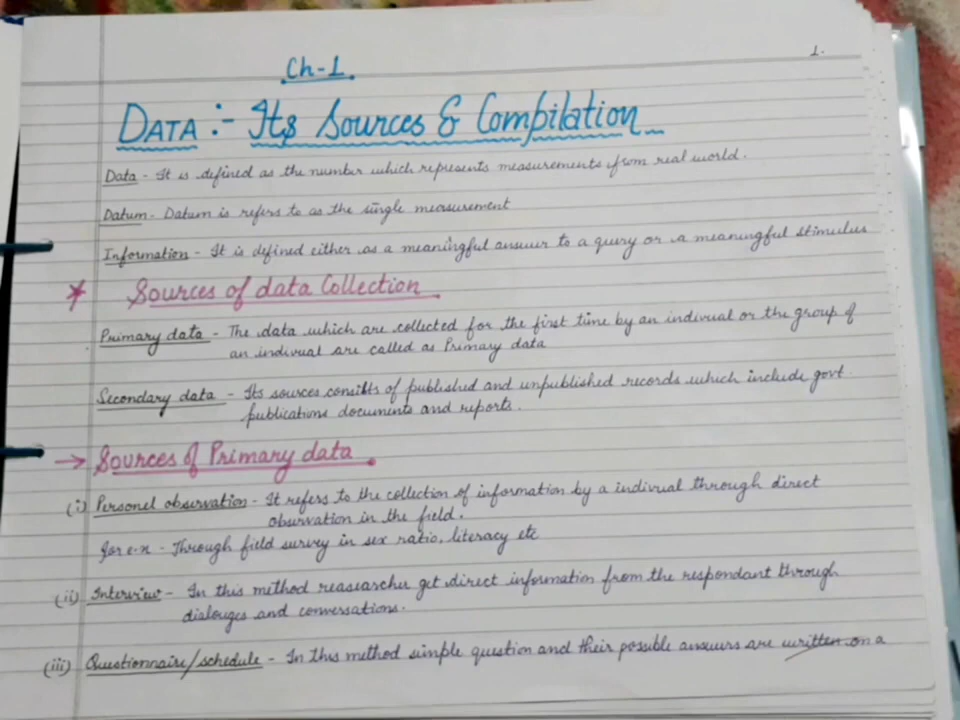 1.
Ch-1.
DATA :- Its Sources & Compilation
Data - It is defined as the number which represents measurements from real world.
Datum - Datum is refers to as the single measurement
Information - It is defined either as a meaningful answer to a query or a meaningful stimulus
* Sources of data Collection.
Primary data - The data which are collected for the first time by an indivual or the group of
an indivual are called as Primary data
Secondary data - Its sources consists of published and unpublished records which include govt.
publications documents and reports.
→ Sources of Primary data.
(i) Personel observation - It refers to the collection of information by a indivual through direct
observation in the field.
for e.x - Through field survey in sex ratio, literacy etc
(ii) Interview - In this method reasearcher get direct information from the respondant through
dialouges and conversations.
(iii) Questionnaire/schedule - In this method simple question and their possible answers are written on a